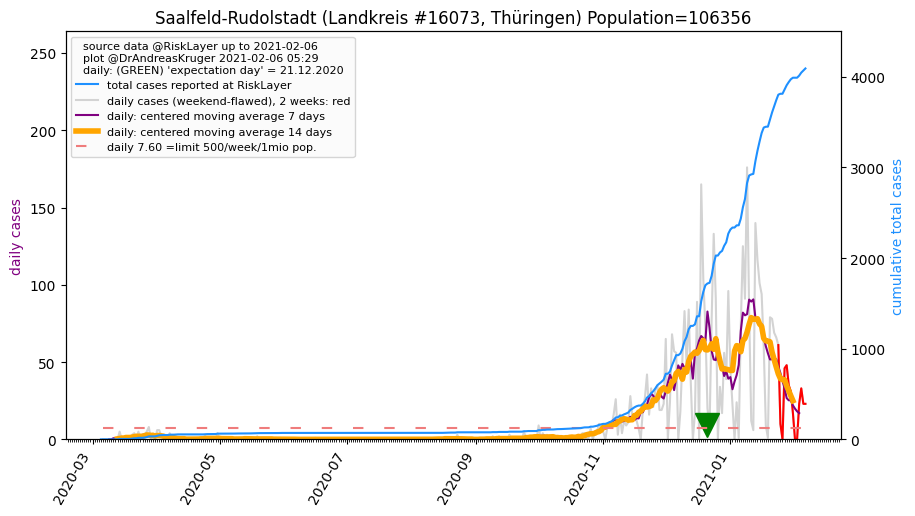 Saalfeld-Rudolstadt (Landkreis #16073, Thüringen) Population=106356
source data @RiskLayer up to 2021-02-06
plot @DrAndreasKruger 2021-02-06 05:29
daily: (GREEN) 'expectation day' = 21.12.2020
total cases reported at RiskLayer
daily cases (weekend-flawed), 2 weeks: red
daily: centered moving average 7 days
daily: centered moving average 14 days
daily 7.60 =limit 500/week/1mio pop.
daily cases
250
200
150
100
50
0
cumulative total cases
4000
3000
2000
1000
0
2020-03
2020-05
2020-07
2020-09
2020-11
2021-01